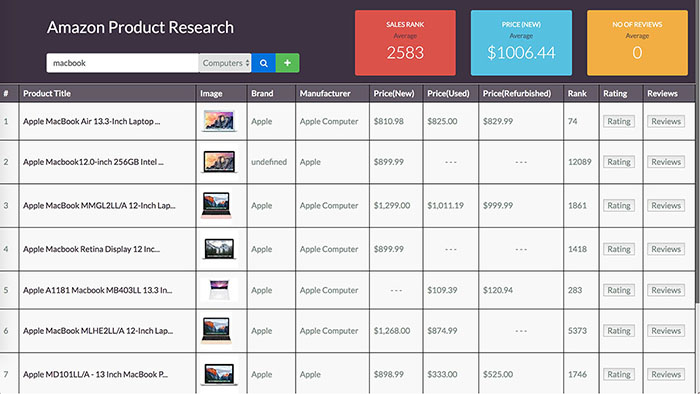 Amazon Product Research
SALES RANK
Average
2583
PRICE (NEW)
Average
$1006.44
NO OF REVIEWS
Average
0
macbook Computers
# Product Title Image Brand Manufacturer Price(New) Price(Used) Price(Refurbished) Rank Rating Reviews
1 Apple MacBook Air 13.3-Inch Laptop ... Apple Apple Computer $810.98 $825.00 $829.99 74 Rating Reviews
2 Apple Macbook12.0-inch 256GB Intel ... undefined Apple $899.99 - - - - - - 12089 Rating Reviews
3 Apple MacBook MMGL2LL/A 12-Inch Lap... Apple Apple Computer $1,299.00 $1,011.19 $999.99 1861 Rating Reviews
4 Apple Macbook Retina Display 12 Inc... Apple Apple Computer $899.99 - - - - - - 1418 Rating Reviews
5 Apple A1181 Macbook MB403LL 13.3 In... Apple Apple Computer - - - $109.39 $120.94 283 Rating Reviews
6 Apple MacBook MLHE2LL/A 12-Inch Lap... Apple Apple Computer $1,268.00 $874.99 - - - 5373 Rating Reviews
7 Apple MD101LL/A - 13 Inch MacBook P... Apple Apple $898.99 $333.00 $525.00 1746 Rating Reviews